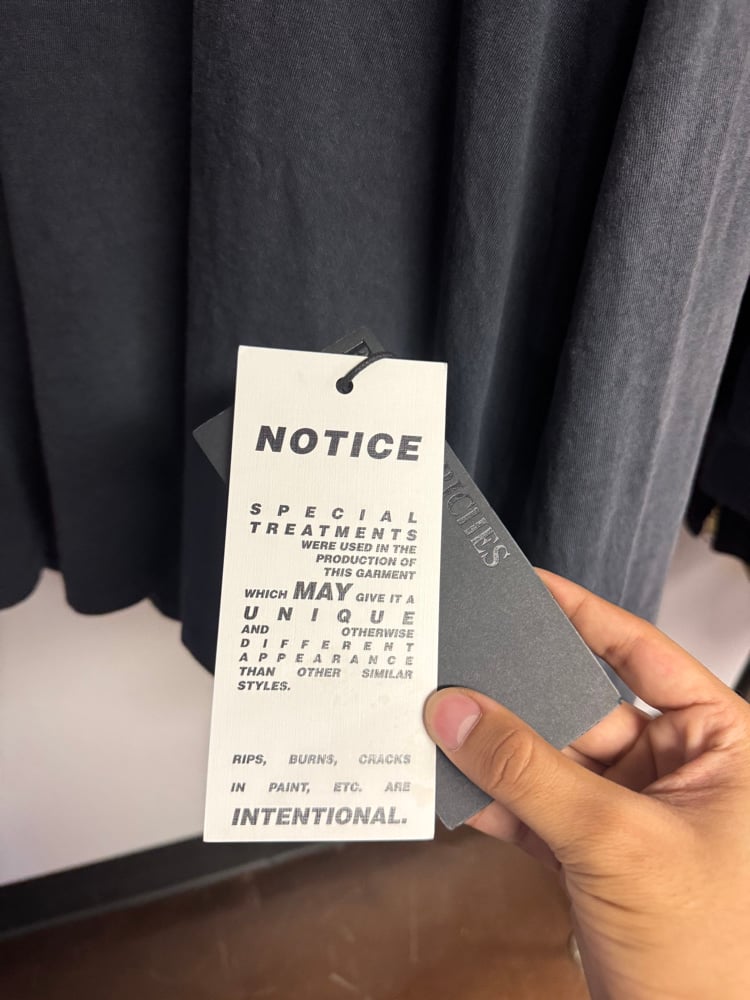 NOTICE
SPECIAL
TREATMENTS
WERE USED IN THE
PRODUCTION OF
THIS GARMENT
WHICH MAY GIVE IT A
UNIQUE
AND OTHERWISE
DIFFERENT
APPEARANCE
THAN OTHER SIMILAR
STYLES.
RIPS, BURNS, CRACKS
IN PAINT, ETC. ARE
INTENTIONAL.
RICHES